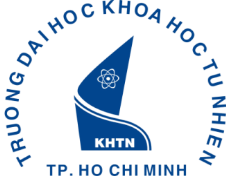 TRUONG DAI HOC KHOA HOC TU NHIEN
KHTN
TP. HO CHI MINH